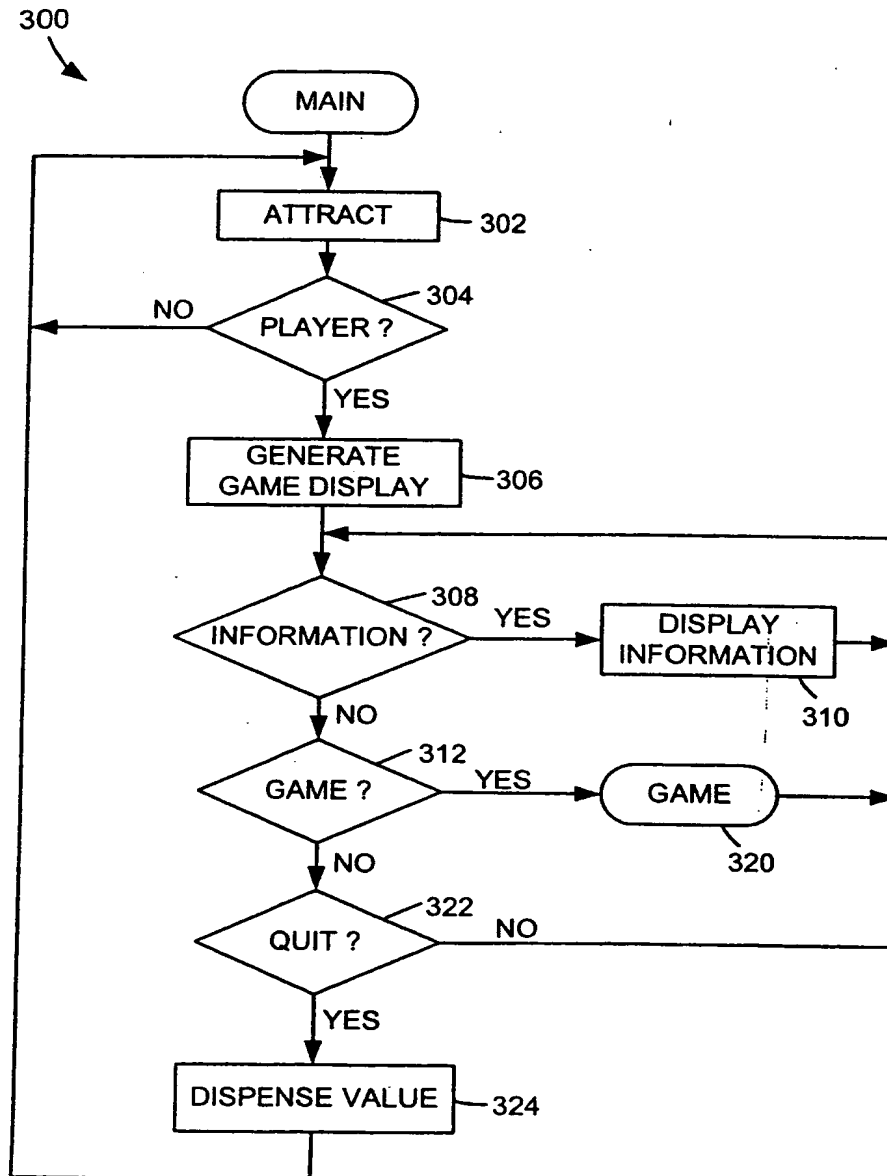 300
MAIN
ATTRACT
302
304
NO
PLAYER ?
YES
GENERATE
GAME DISPLAY
306
308
INFORMATION ?
YES
DISPLAY
INFORMATION
310
NO
312
GAME ?
YES
GAME
320
NO
322
QUIT ?
NO
YES
DISPENSE VALUE
324